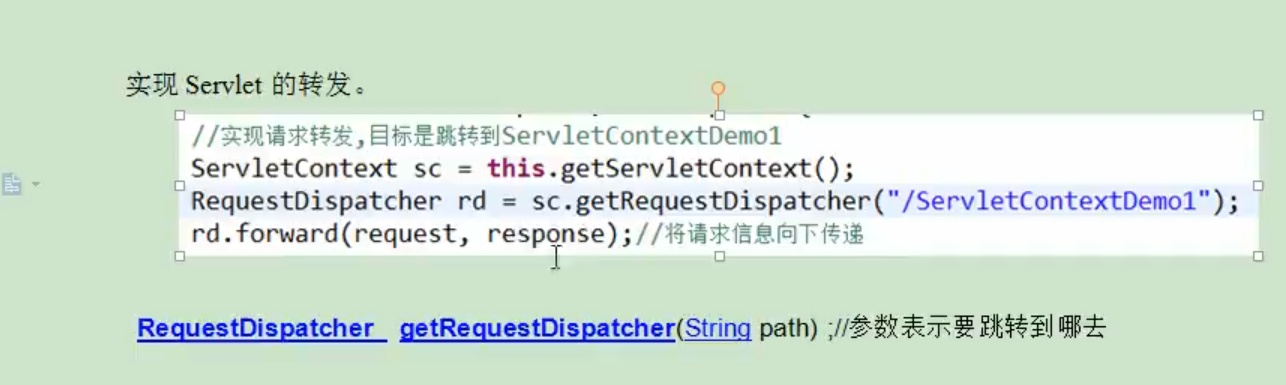 实现 Servlet 的转发。
//实现请求转发,目标是跳转到ServletContextDemo1
ServletContext sc = this.getServletContext();
RequestDispatcher rd = sc.getRequestDispatcher("/ServletContextDemo1");
rd.forward(request, response);//将请求信息向下传递
RequestDispatcher getRequestDispatcher(String path) ;//参数表示要跳转到哪去